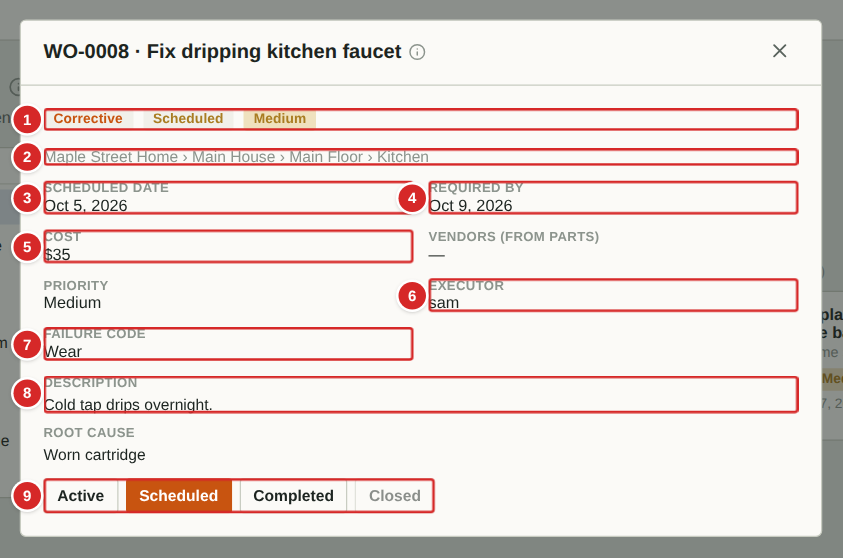 WO-0008 · Fix dripping kitchen faucet
1 Corrective Scheduled Medium
2 Maple Street Home › Main House › Main Floor › Kitchen
3 SCHEDULED DATE 4 REQUIRED BY
Oct 5, 2026 Oct 9, 2026
5 COST VENDORS (FROM PARTS)
$35 —
PRIORITY 6 EXECUTOR
Medium sam
7 FAILURE CODE
Wear
8 DESCRIPTION
Cold tap drips overnight.
ROOT CAUSE
Worn cartridge
9 Active Scheduled Completed Closed